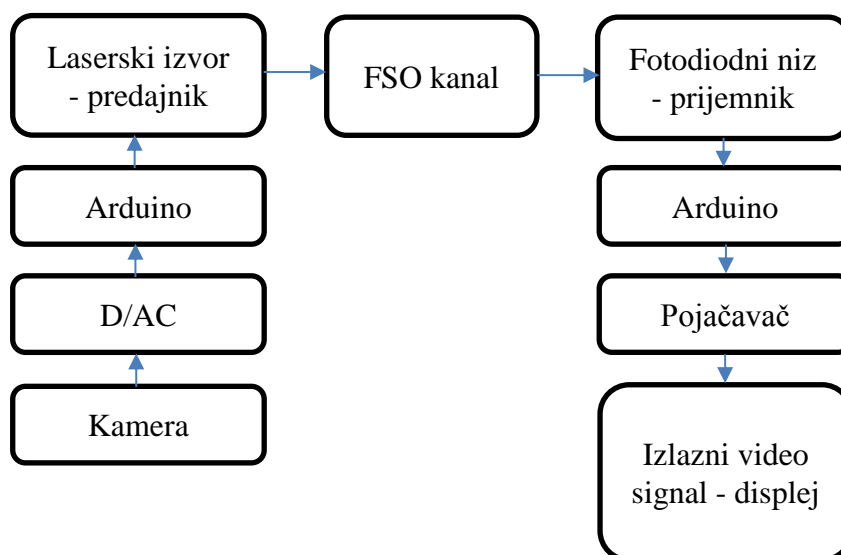 Laserski izvor
- predajnik
FSO kanal
Fotodiodni niz
- prijemnik
Arduino
Arduino
D/AC
Pojačavač
Kamera
Izlazni video
signal - displej